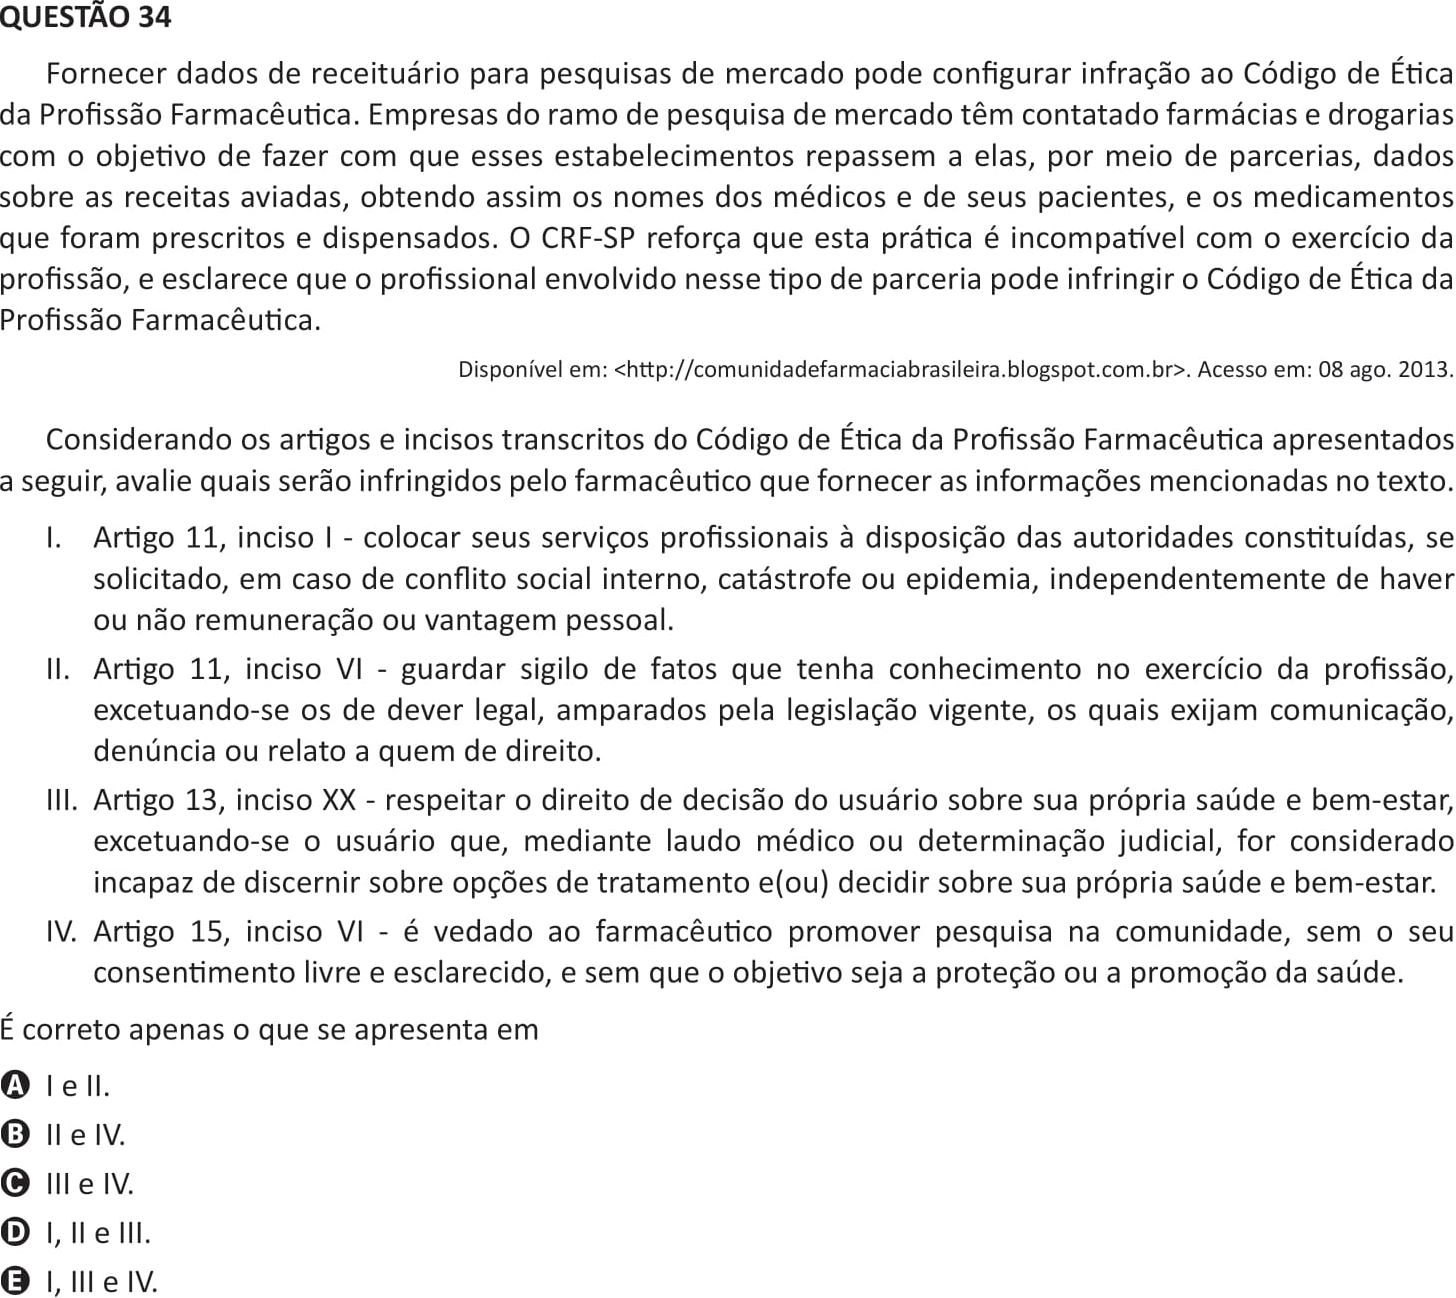 QUESTÃO 34
Fornecer dados de receituário para pesquisas de mercado pode configurar infração ao Código de Ética
da Profissão Farmacêutica. Empresas do ramo de pesquisa de mercado têm contatado farmácias e drogarias
com o objetivo de fazer com que esses estabelecimentos repassem a elas, por meio de parcerias, dados
sobre as receitas aviadas, obtendo assim os nomes dos médicos e de seus pacientes, e os medicamentos
que foram prescritos e dispensados. O CRF-SP reforça que esta prática é incompatível com o exercício da
profissão, e esclarece que o profissional envolvido nesse tipo de parceria pode infringir o Código de Ética da
Profissão Farmacêutica.
Disponível em: <http://comunidadefarmaciabrasileira.blogspot.com.br>. Acesso em: 08 ago. 2013.
Considerando os artigos e incisos transcritos do Código de Ética da Profissão Farmacêutica apresentados
a seguir, avalie quais serão infringidos pelo farmacêutico que fornecer as informações mencionadas no texto.
I. Artigo 11, inciso I - colocar seus serviços profissionais à disposição das autoridades constituídas, se
solicitado, em caso de conflito social interno, catástrofe ou epidemia, independentemente de haver
ou não remuneração ou vantagem pessoal.
II. Artigo 11, inciso VI - guardar sigilo de fatos que tenha conhecimento no exercício da profissão,
excetuando-se os de dever legal, amparados pela legislação vigente, os quais exijam comunicação,
denúncia ou relato a quem de direito.
III. Artigo 13, inciso XX - respeitar o direito de decisão do usuário sobre sua própria saúde e bem-estar,
excetuando-se o usuário que, mediante laudo médico ou determinação judicial, for considerado
incapaz de discernir sobre opções de tratamento e(ou) decidir sobre sua própria saúde e bem-estar.
IV. Artigo 15, inciso VI - é vedado ao farmacêutico promover pesquisa na comunidade, sem o seu
consentimento livre e esclarecido, e sem que o objetivo seja a proteção ou a promoção da saúde.
É correto apenas o que se apresenta em
A I e II.
B II e IV.
C III e IV.
D I, II e III.
E I, III e IV.